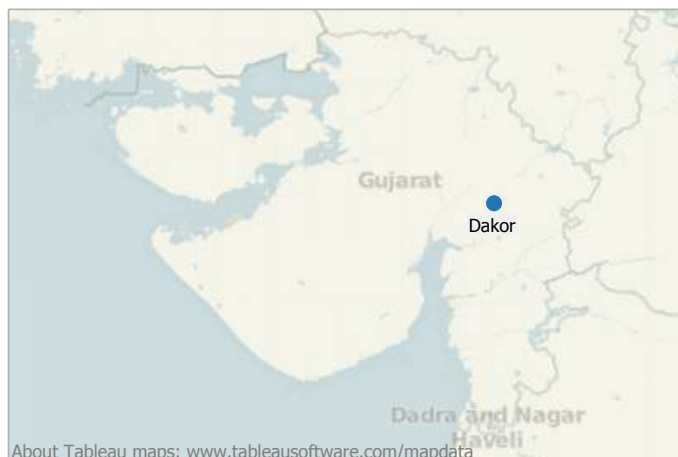 Gujarat
Dakor
Dadra and Nagar
Haveli
About Tableau maps: www.tableausoftware.com/mapdata